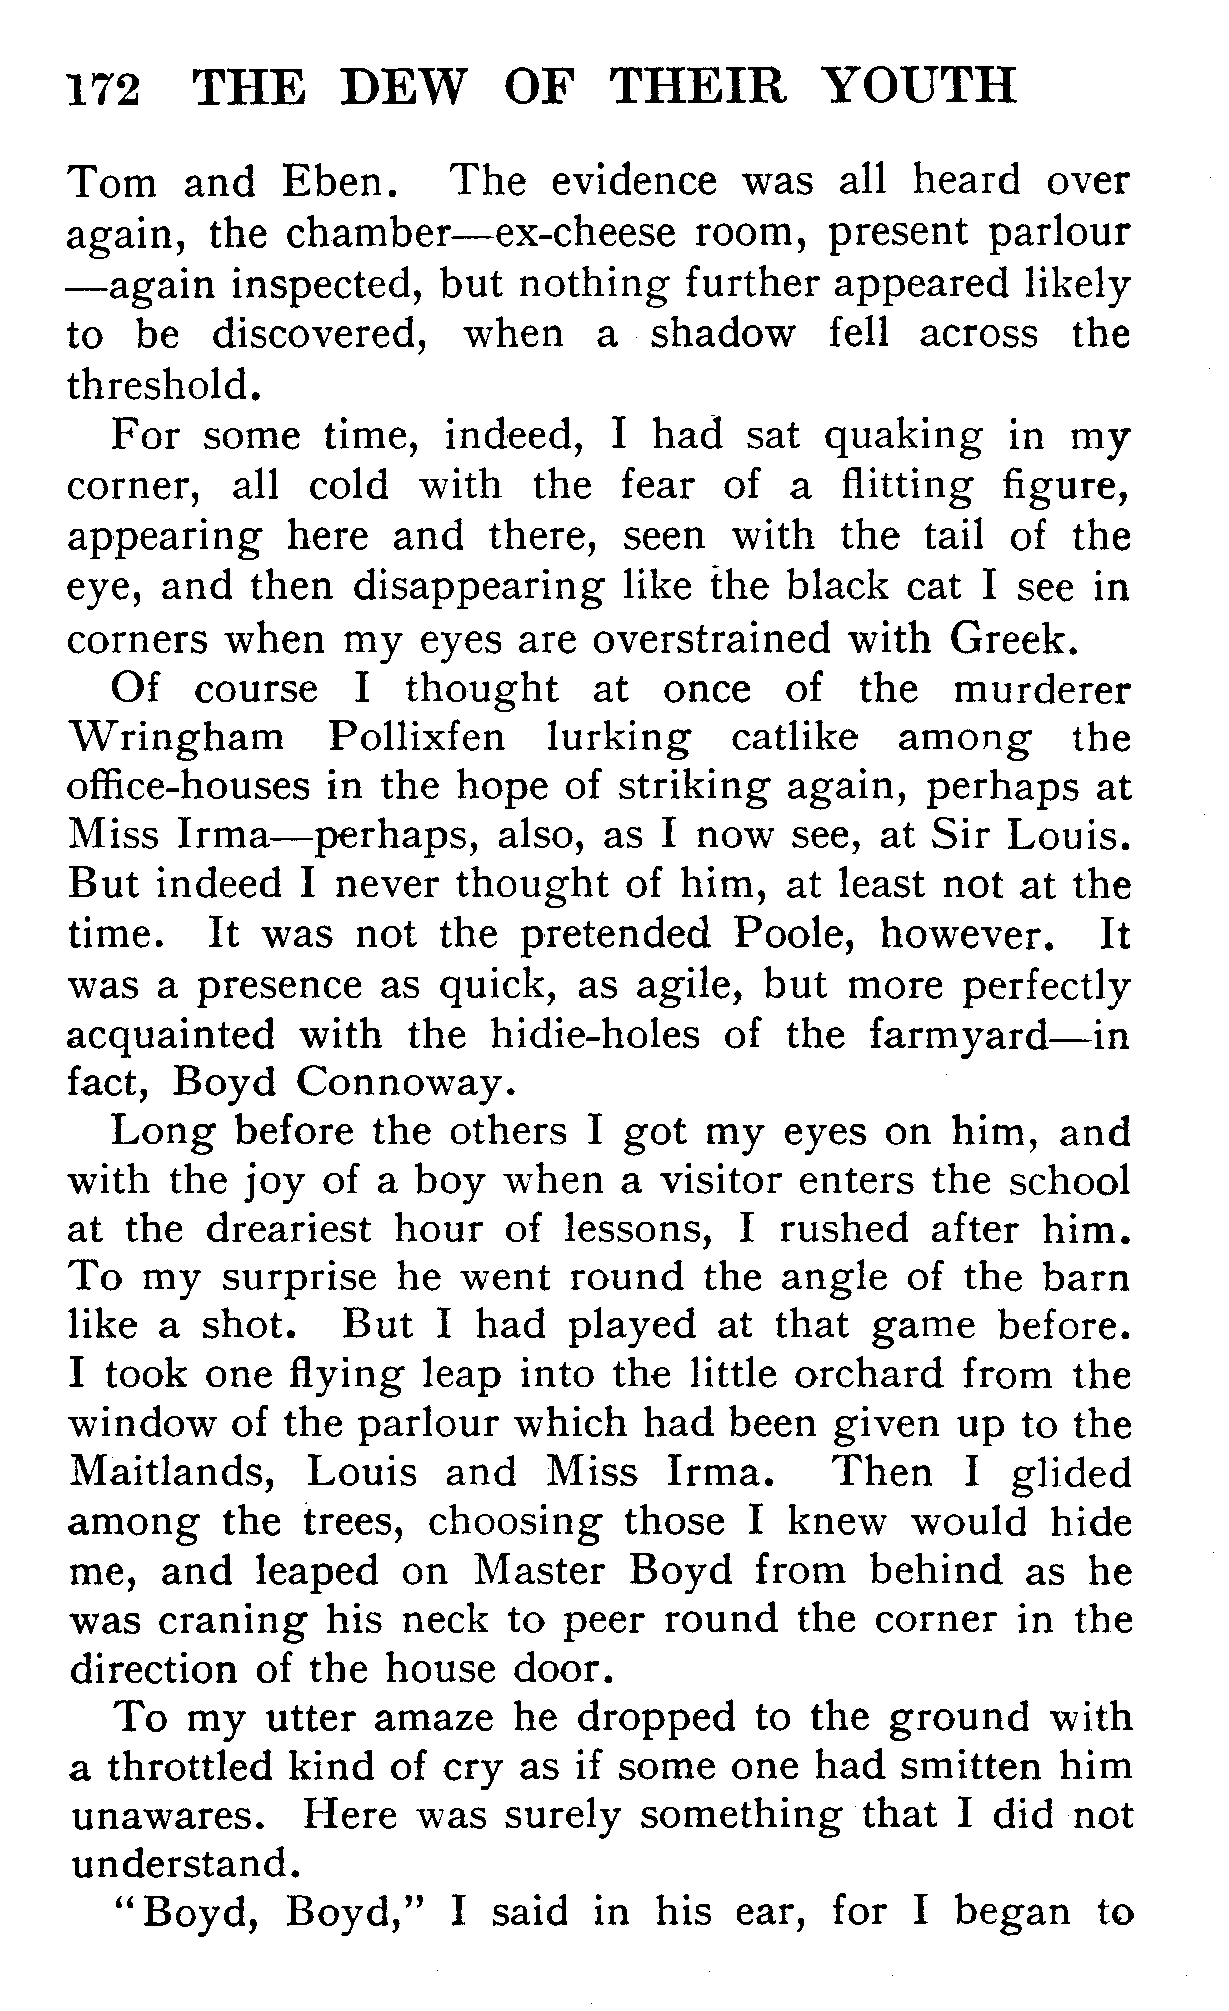 172 THE DEW OF THEIR YOUTH
Tom and Eben. The evidence was all heard over
again, the chamber—ex-cheese room, present parlour
—again inspected, but nothing further appeared likely
to be discovered, when a shadow fell across the
threshold.
For some time, indeed, I had sat quaking in my
corner, all cold with the fear of a flitting figure,
appearing here and there, seen with the tail of the
eye, and then disappearing like the black cat I see in
corners when my eyes are overstrained with Greek.
Of course I thought at once of the murderer
Wringham Pollixfen lurking catlike among the
office-houses in the hope of striking again, perhaps at
Miss Irma—perhaps, also, as I now see, at Sir Louis.
But indeed I never thought of him, at least not at the
time. It was not the pretended Poole, however. It
was a presence as quick, as agile, but more perfectly
acquainted with the hidie-holes of the farmyard—in
fact, Boyd Connoway.
Long before the others I got my eyes on him, and
with the joy of a boy when a visitor enters the school
at the dreariest hour of lessons, I rushed after him.
To my surprise he went round the angle of the barn
like a shot. But I had played at that game before.
I took one flying leap into the little orchard from the
window of the parlour which had been given up to the
Maitlands, Louis and Miss Irma. Then I glided
among the trees, choosing those I knew would hide
me, and leaped on Master Boyd from behind as he
was craning his neck to peer round the corner in the
direction of the house door.
To my utter amaze he dropped to the ground with
a throttled kind of cry as if some one had smitten him
unawares. Here was surely something that I did not
understand.
"Boyd, Boyd," I said in his ear, for I began to